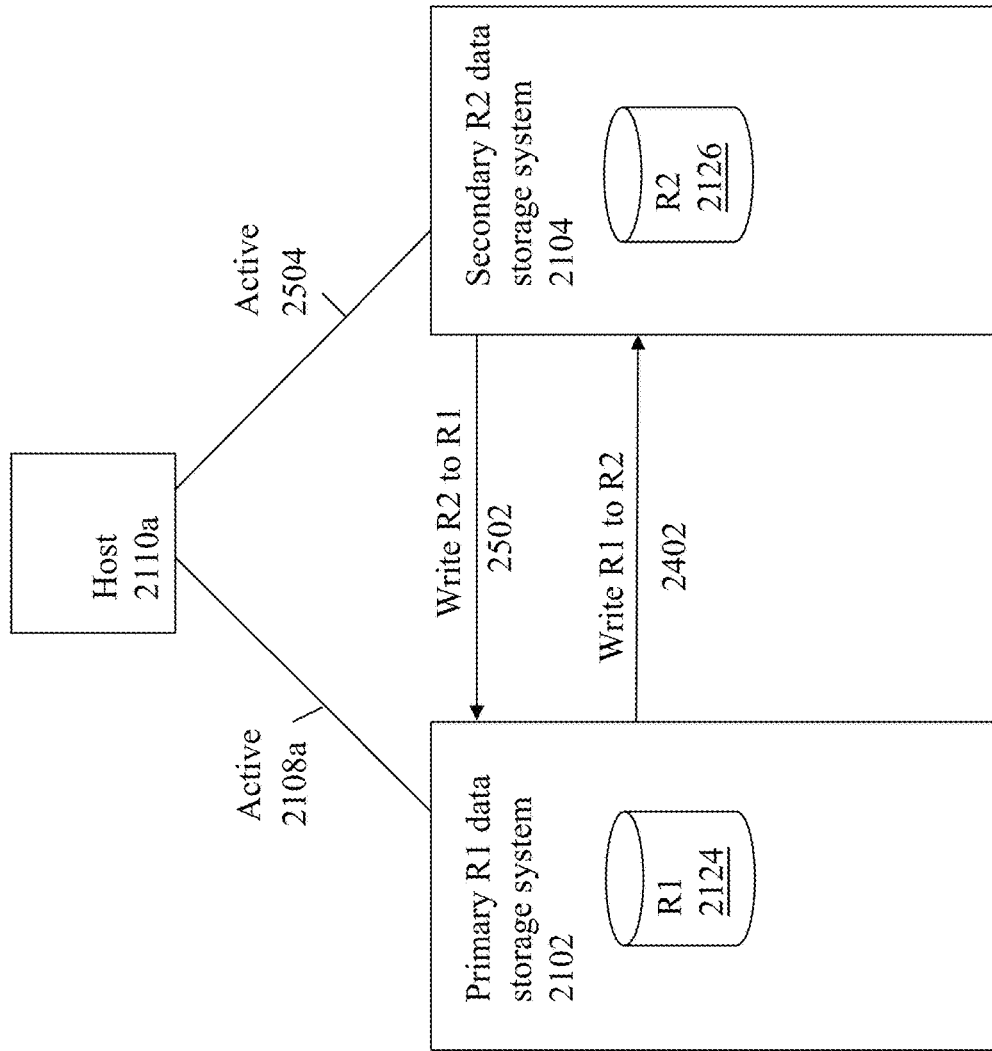 Host
2110a
Active
2108a
Active
2504
Primary R1 data
storage system
2102
R1
2124
Write R2 to R1
2502
Write R1 to R2
2402
Secondary R2 data
storage system
2104
R2
2126